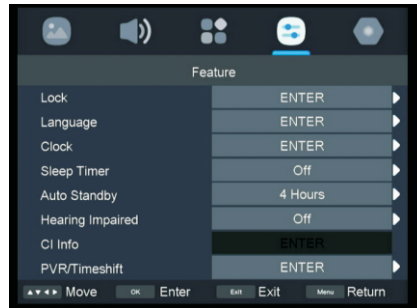 Feature
Lock ENTER
Language ENTER
Clock ENTER
Sleep Timer Off
Auto Standby 4 Hours
Hearing Impaired Off
CI Info ENTER
PVR/Timeshift ENTER
Move OK Enter Exit Exit Menu Return